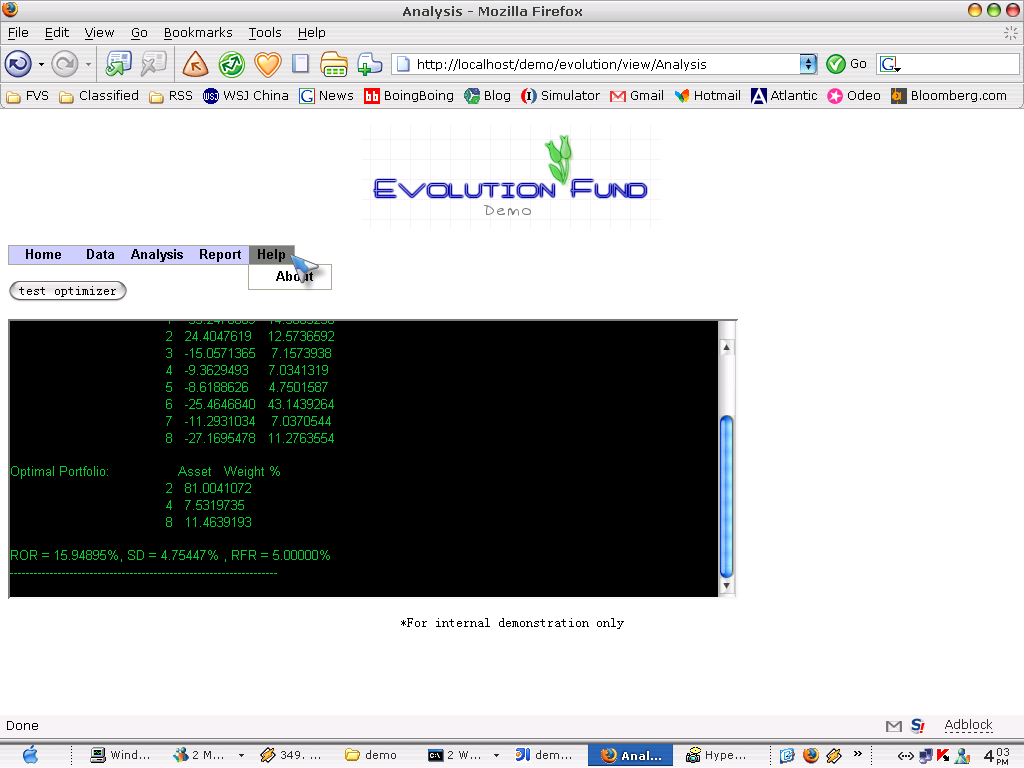 Analysis - Mozilla Firefox
File Edit View Go Bookmarks Tools Help
http://localhost/demo/evolution/view/Analysis Go G
FVS Classified RSS WSJ WSJ China G News bb BoingBoing Blog Simulator Gmail Hotmail A Atlantic Odeo Bloomberg.com
Evolution Fund
Demo
Home Data Analysis Report Help
About
test optimizer
2 24.4047619 12.5736592
3 -15.0571365 7.1573938
4 -9.3629493 7.0341319
5 -8.6188626 4.7501587
6 -25.4646840 43.1439264
7 -11.2931034 7.0370544
8 -27.1695478 11.2763554
Optimal Portfolio: Asset Weight %
2 81.0041072
4 7.5319735
8 11.4639193
ROR = 15.94895%, SD = 4.75447% , RFR = 5.00000%
--------------------------------------------------------------------
*For internal demonstration only
Done Adblock
Wind... 2 M... 349. ... demo 2 W... dem... Anal... Hype... » 4 03 PM